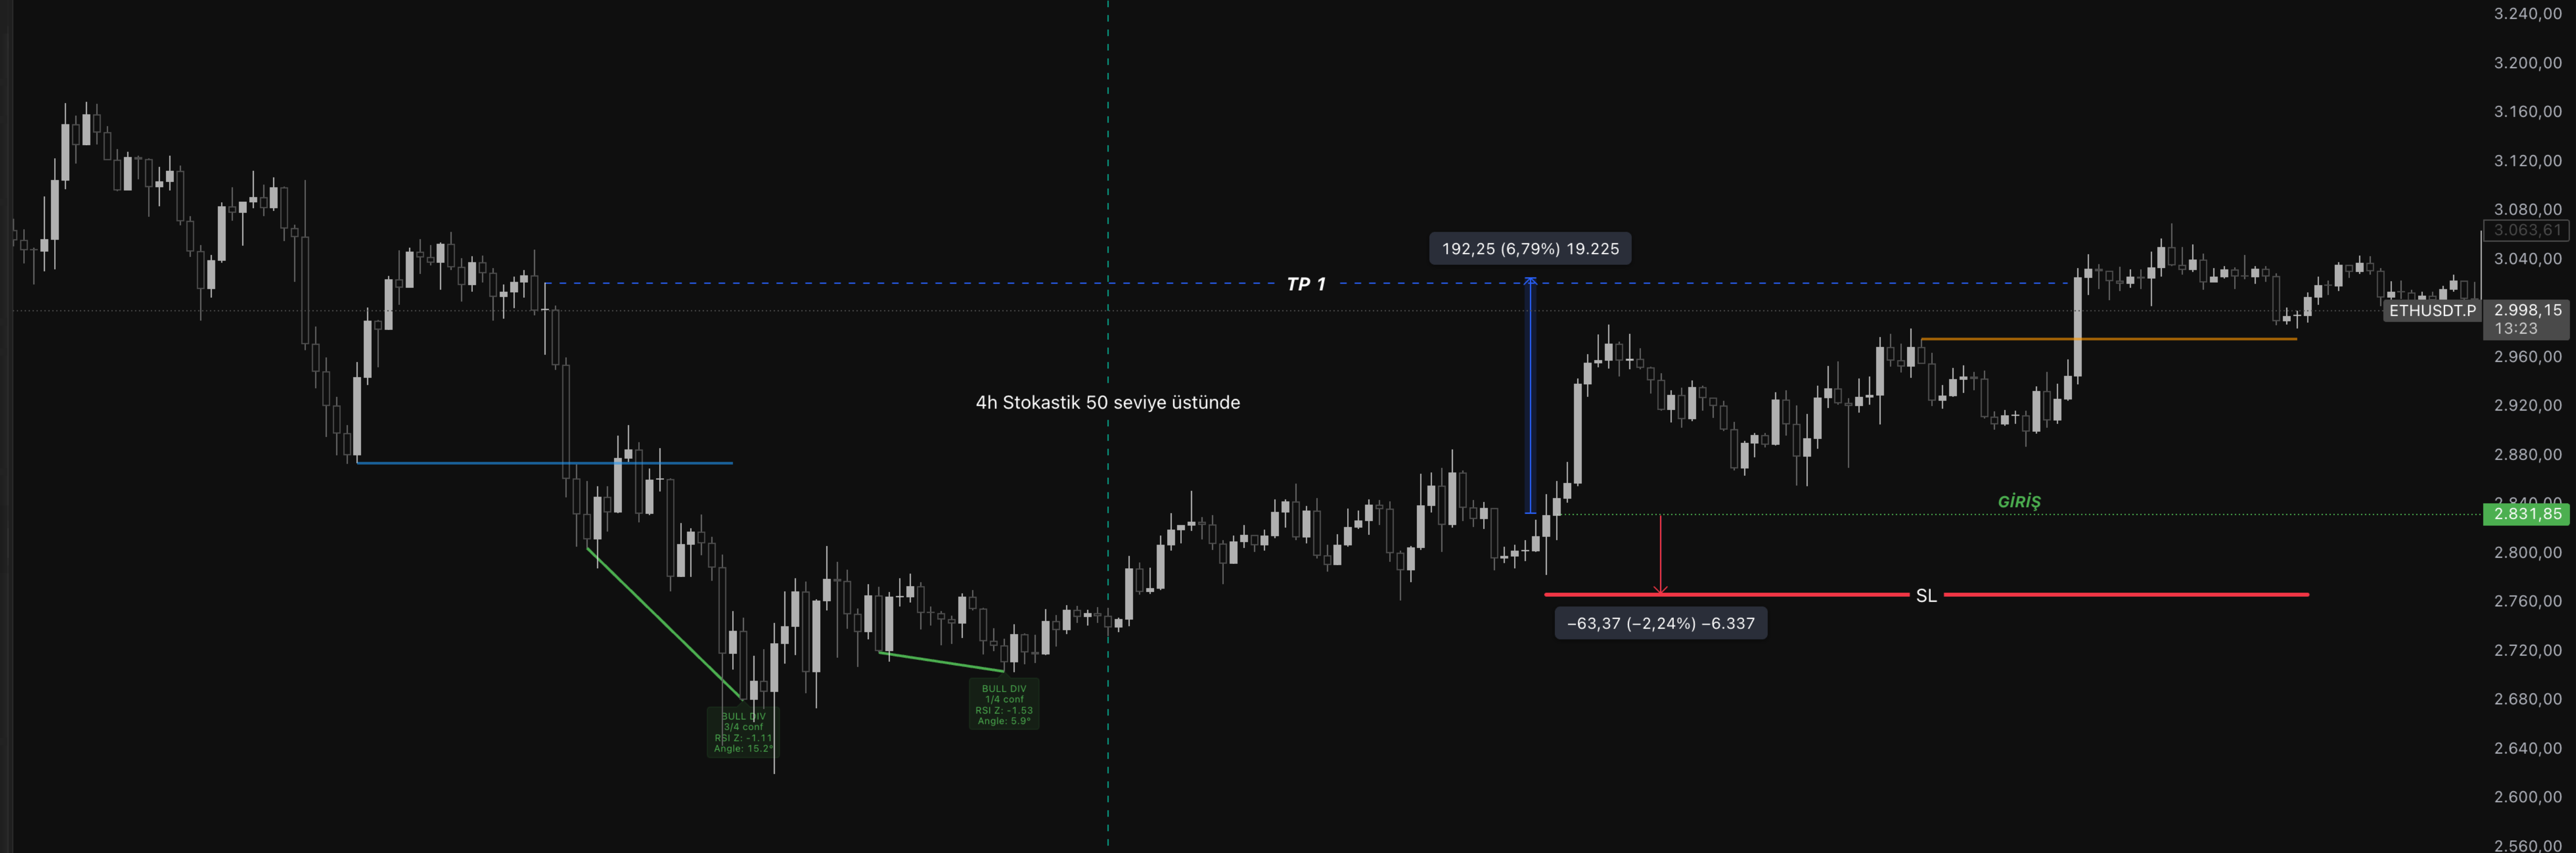 3.240,00
3.200,00
3.160,00
3.120,00
3.080,00
3.063,61
3.040,00
ETHUSDT.P
2.998,15
13:23
2.960,00
2.920,00
2.880,00
2.840,00
2.831,85
2.800,00
2.760,00
2.720,00
2.680,00
2.640,00
2.600,00
2.560,00
192,25 (6,79%) 19.225
TP 1
4h Stokastik 50 seviye üstünde
GİRİŞ
SL
−63,37 (−2,24%) −6.337
BULL DIV
3/4 conf
RSI Z: -1.11
Angle: 15.2°
BULL DIV
1/4 conf
RSI Z: -1.53
Angle: 5.9°